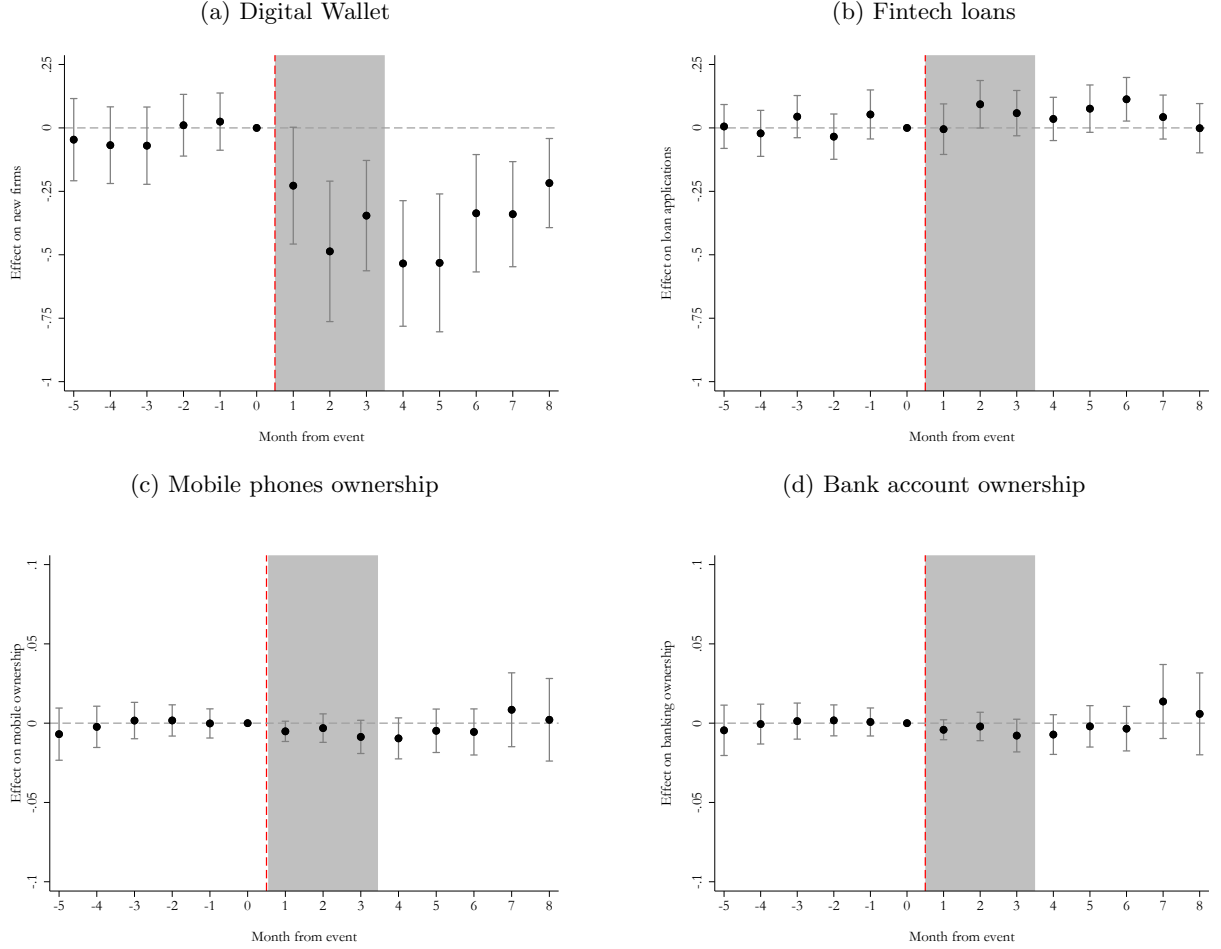 (a) Digital Wallet
Effect on new firms
.25
0
-.25
-.5
-.75
-1
-5 -4 -3 -2 -1 0 1 2 3 4 5 6 7 8
Month from event
(b) Fintech loans
Effect on loan applications
.25
0
-.25
-.5
-.75
-1
-5 -4 -3 -2 -1 0 1 2 3 4 5 6 7 8
Month from event
(c) Mobile phones ownership
Effect on mobile ownership
.1
.05
0
-.05
-.1
-5 -4 -3 -2 -1 0 1 2 3 4 5 6 7 8
Month from event
(d) Bank account ownership
Effect on banking ownership
.1
.05
0
-.05
-.1
-5 -4 -3 -2 -1 0 1 2 3 4 5 6 7 8
Month from event